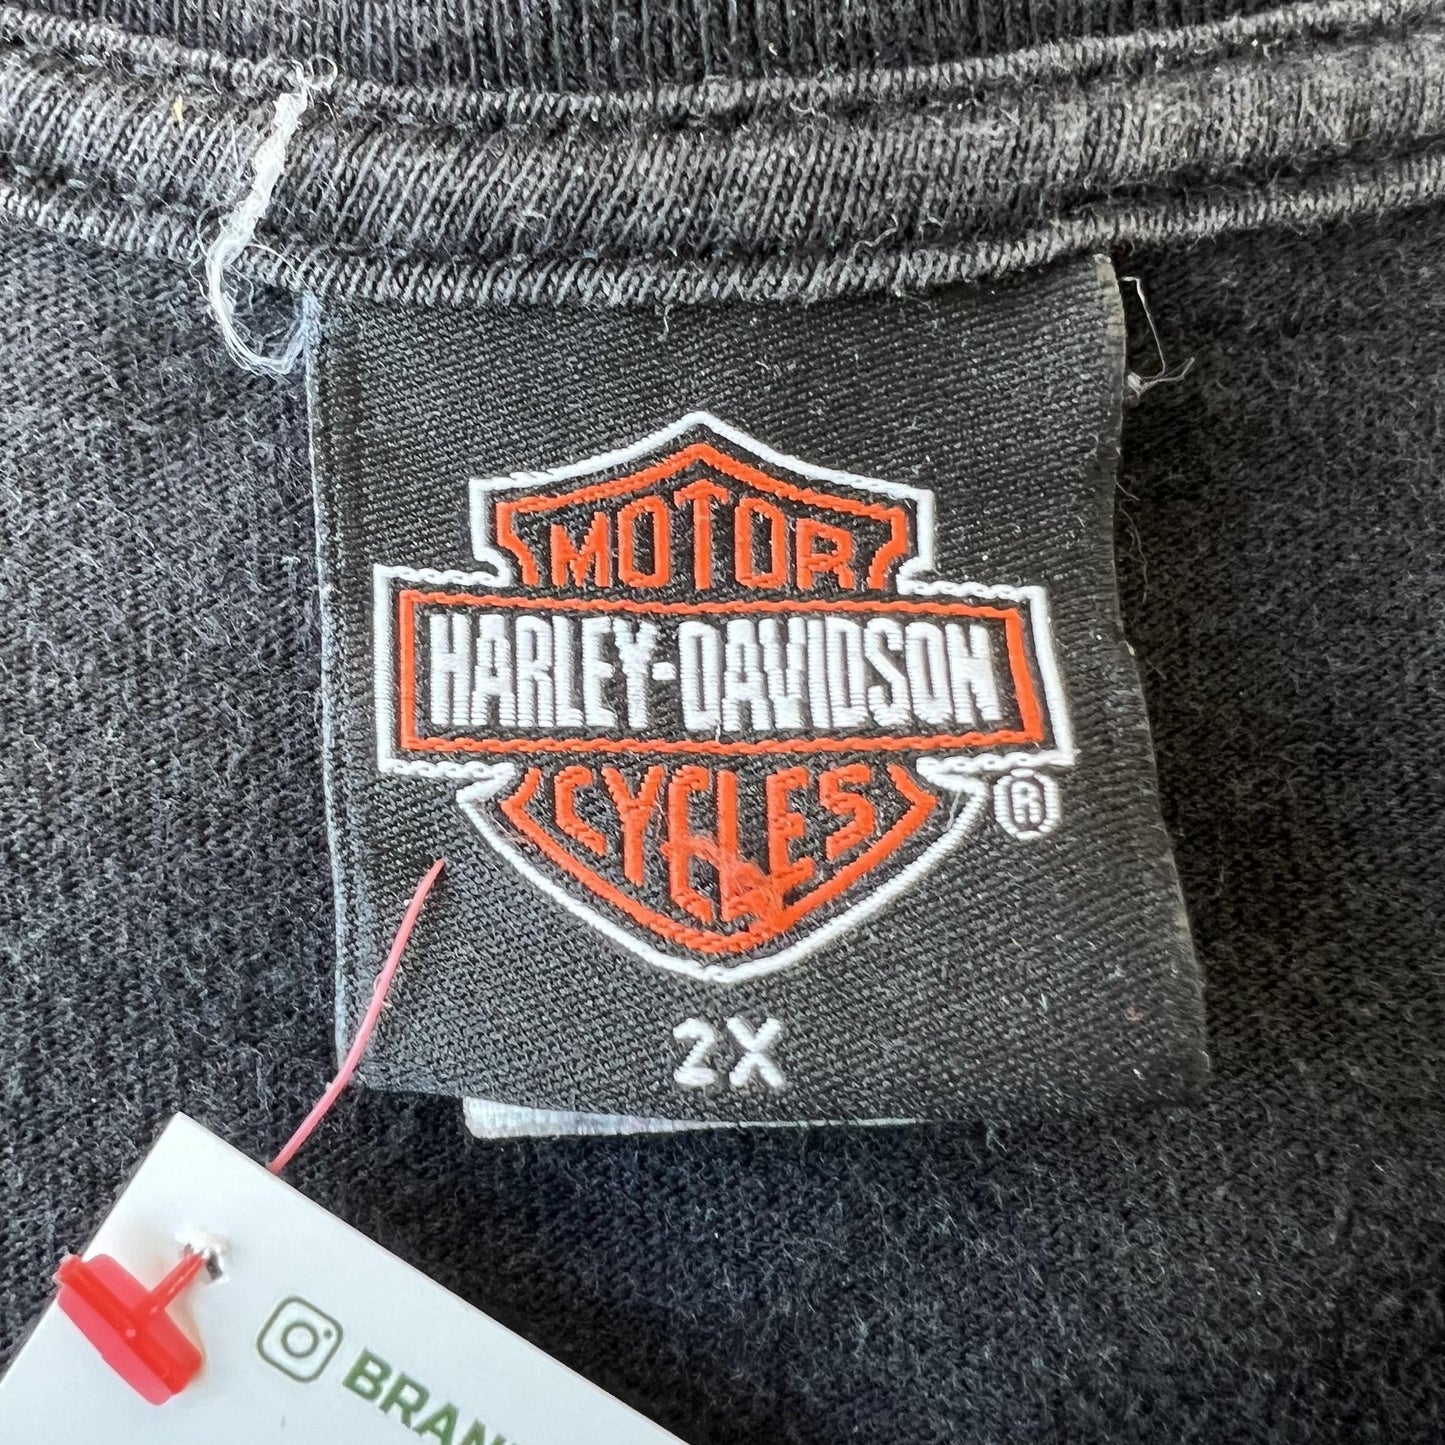 MOTOR
HARLEY-DAVIDSON
CYCLES
®
2X